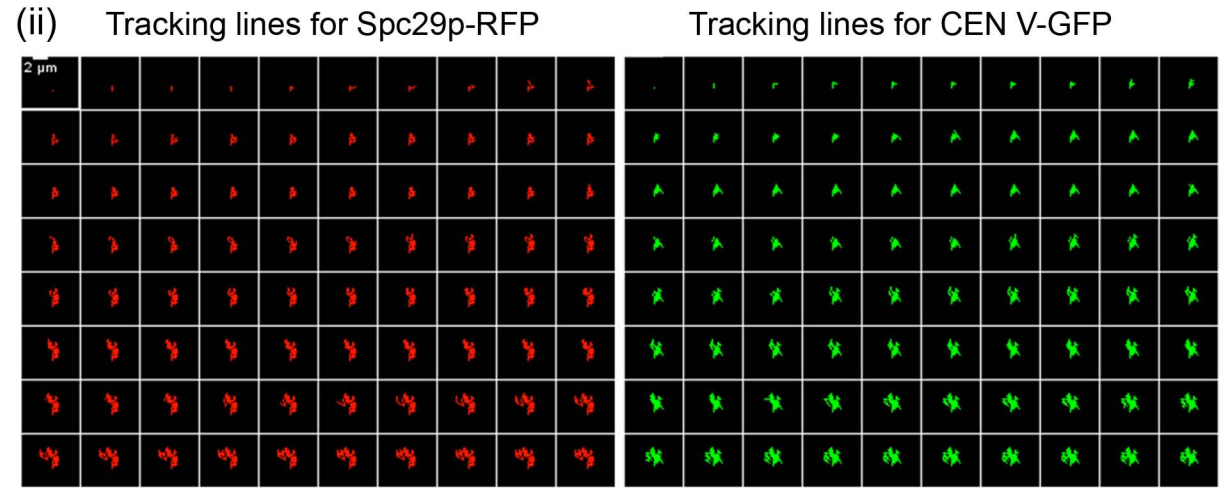 (ii) Tracking lines for Spc29p-RFP Tracking lines for CEN V-GFP
2 μm